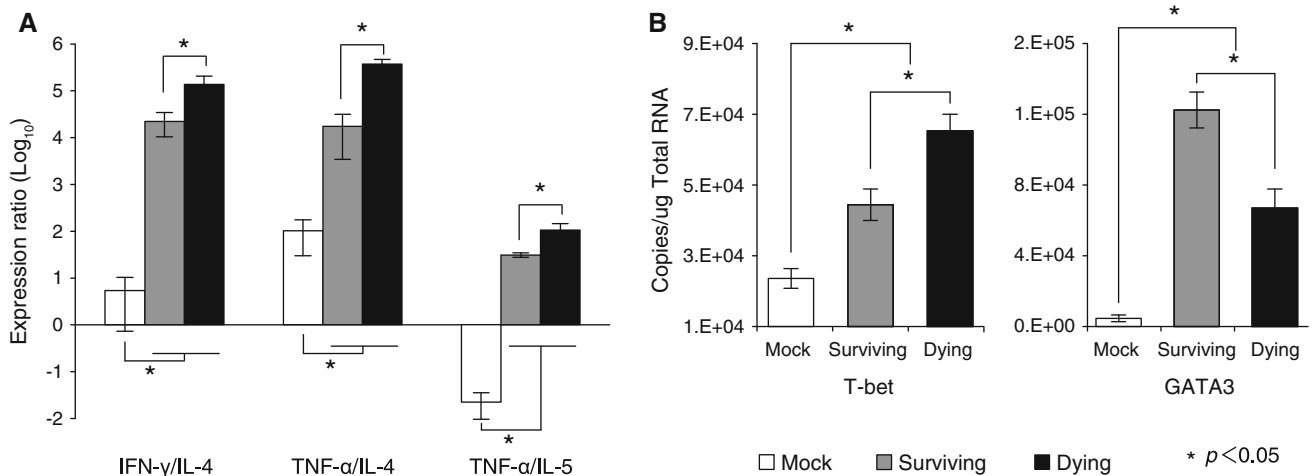 A
Expression ratio (Log10)
6
5
4
3
2
1
0
-1
-2
*
*
*
*
*
*
IFN-γ/IL-4
TNF-α/IL-4
TNF-α/IL-5
B
Copies/ug Total RNA
9.E+04
7.E+04
5.E+04
3.E+04
1.E+04
*
*
Mock
Surviving
Dying
T-bet
2.E+05
1.E+05
8.E+04
4.E+04
0.E+00
*
*
Mock
Surviving
Dying
GATA3
Mock
Surviving
Dying
* p<0.05